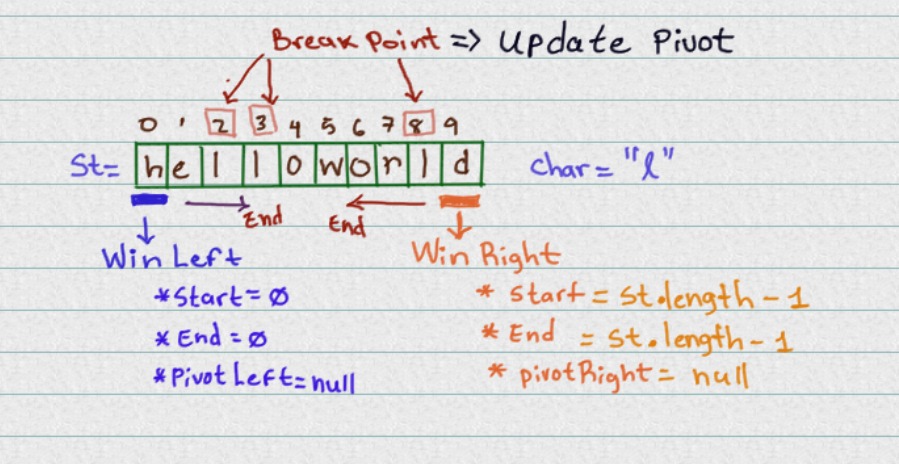 Break Point => Update Pivot
0 1 2 3 4 5 6 7 8 9
St= h e l l o w o r l d char= "l"
End End
Win Left Win Right
*Start= ∅ * Start = St.length - 1
* End = ∅ * End = St.length - 1
*Pivot Left=null * pivotRight= null